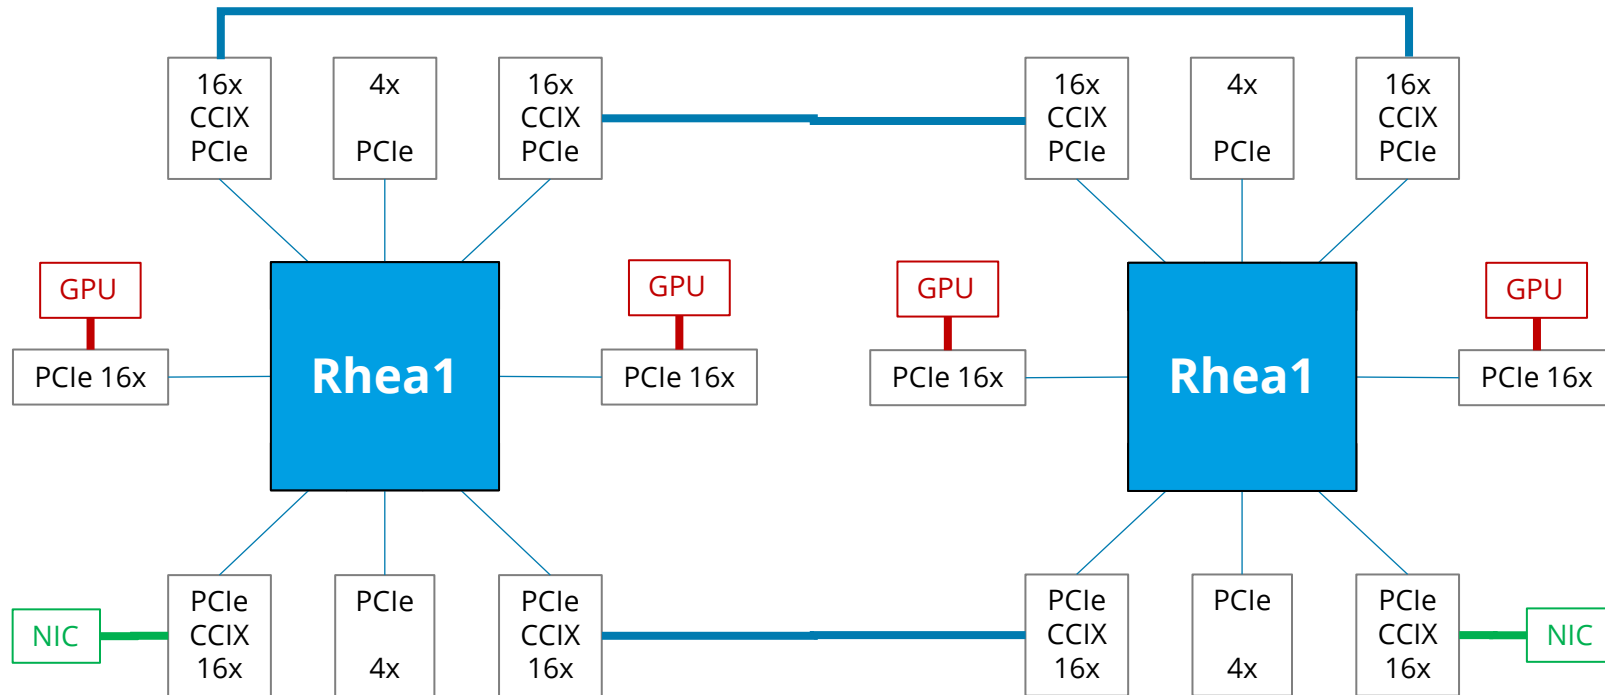 16x
CCIX
PCIe
4x
PCIe
16x
CCIX
PCIe
16x
CCIX
PCIe
4x
PCIe
16x
CCIX
PCIe
GPU
GPU
GPU
GPU
PCIe 16x
Rhea1
PCIe 16x
PCIe 16x
Rhea1
PCIe 16x
NIC
PCIe
CCIX
16x
PCIe
4x
PCIe
CCIX
16x
PCIe
CCIX
16x
PCIe
4x
PCIe
CCIX
16x
NIC